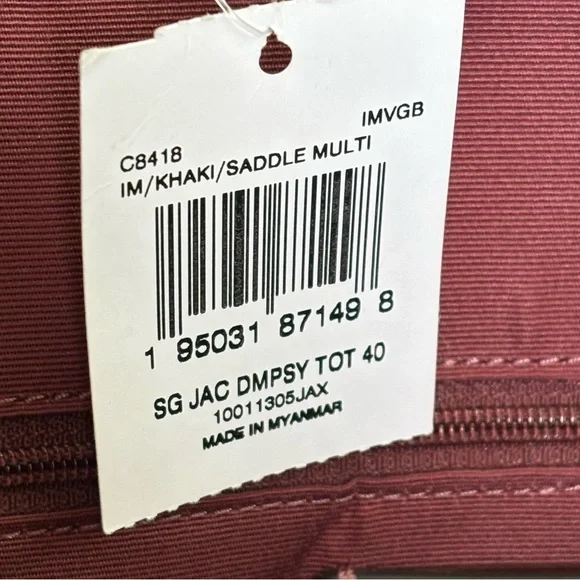 C8418 IMVGB
IM/KHAKI/SADDLE MULTI
1 95031 87149 8
SG JAC DMPSY TOT 40
10011305JAX
MADE IN MYANMAR